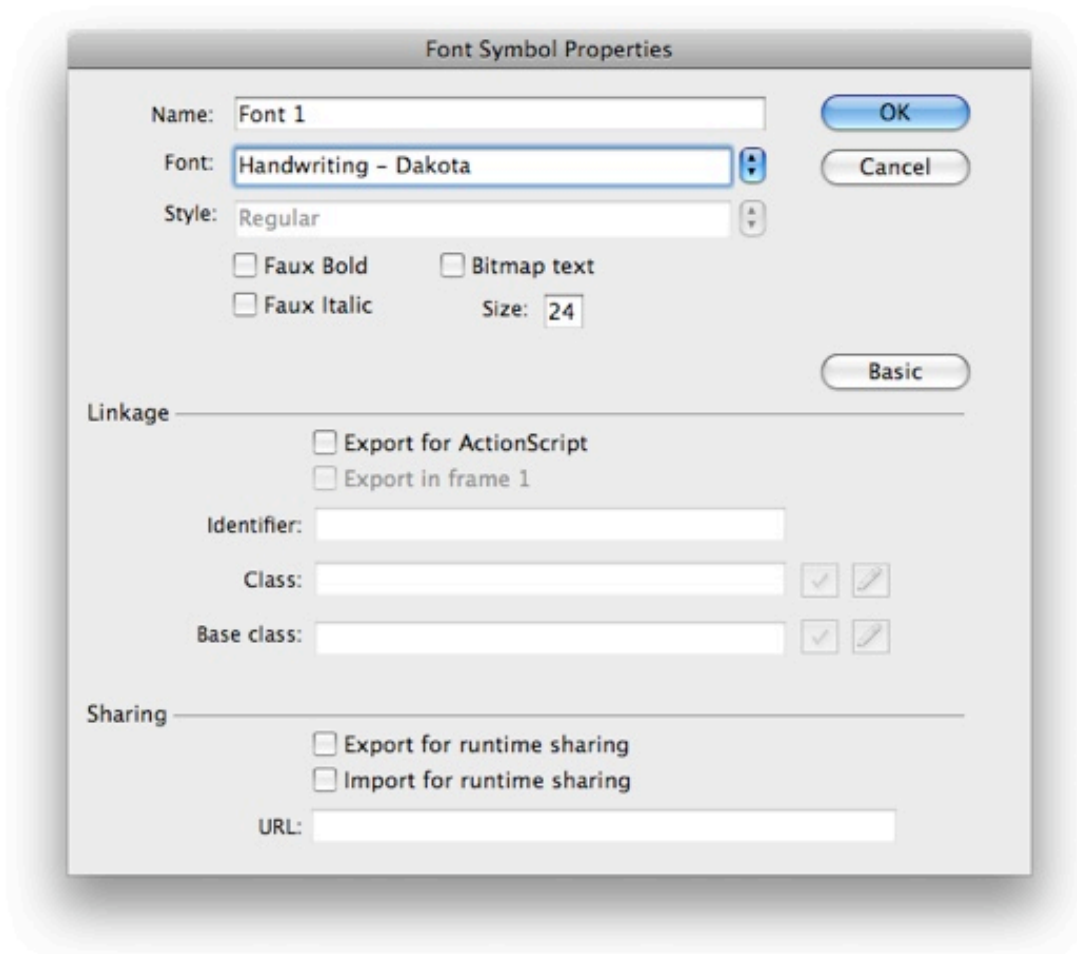 Font Symbol Properties
Name: Font 1 OK
Font: Handwriting – Dakota Cancel
Style: Regular
Faux Bold Bitmap text
Faux Italic Size: 24
Basic
Linkage
Export for ActionScript
Export in frame 1
Identifier:
Class:
Base class:
Sharing
Export for runtime sharing
Import for runtime sharing
URL: